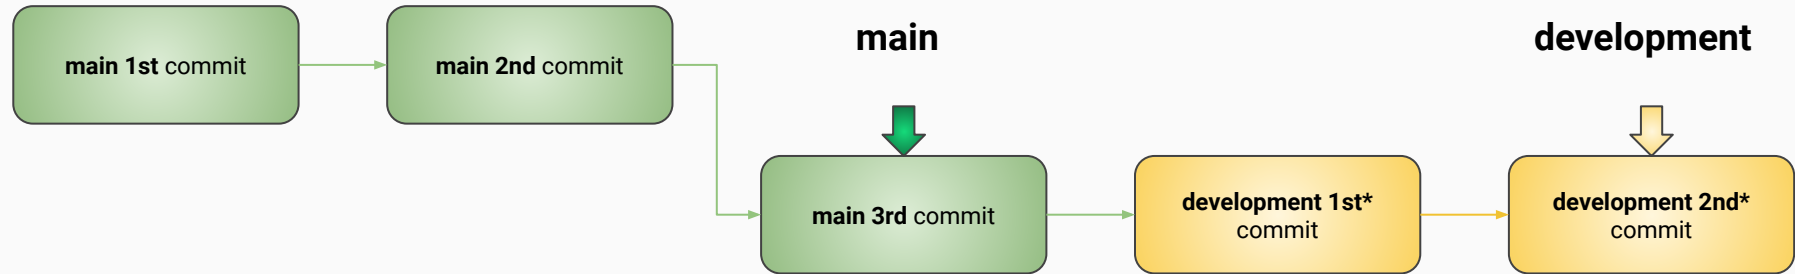 main
development
main 1st commit
main 2nd commit
main 3rd commit
development 1st*
commit
development 2nd*
commit